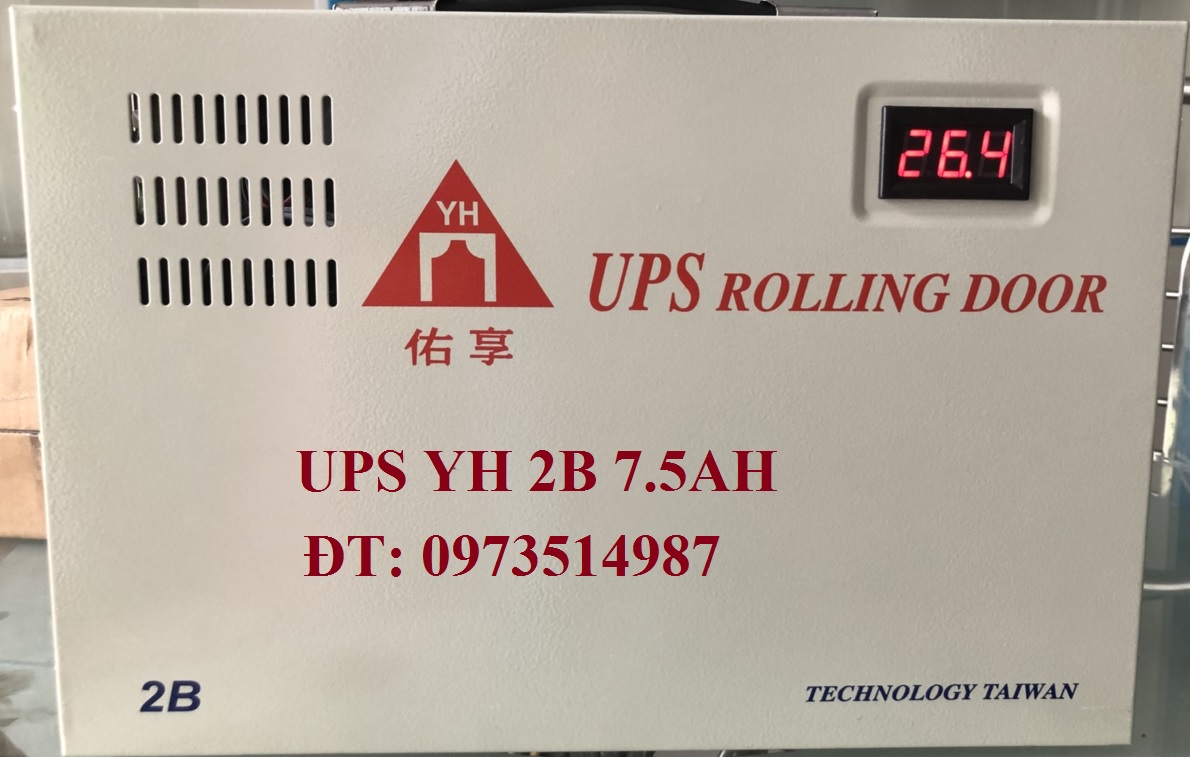 26.4
YH
UPS ROLLING DOOR
佑享
UPS YH 2B 7.5AH
ĐT: 0973514987
2B
TECHNOLOGY TAIWAN